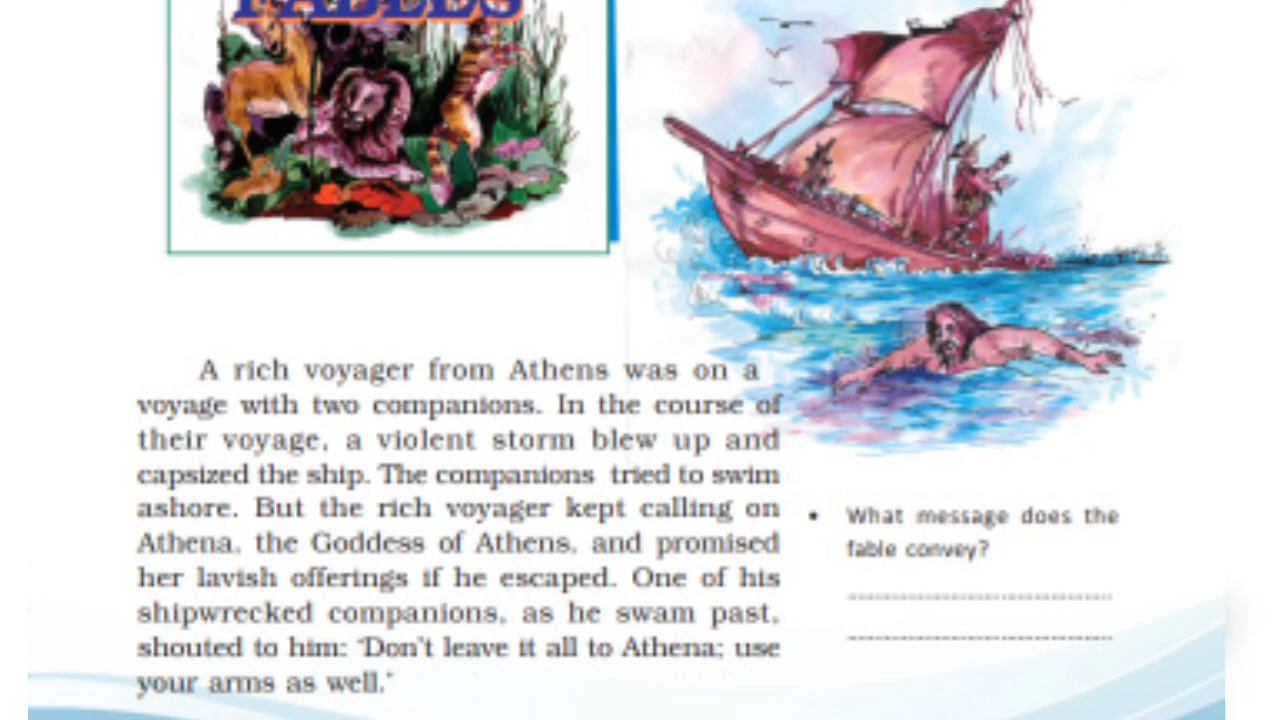 FABLES
A rich voyager from Athens was on a
voyage with two companions. In the course of
their voyage, a violent storm blew up and
capsized the ship. The companions tried to swim
ashore. But the rich voyager kept calling on
Athena, the Goddess of Athens, and promised
her lavish offerings if he escaped. One of his
shipwrecked companions, as he swam past,
shouted to him: 'Don't leave it all to Athena; use
your arms as well.'
• What message does the
fable convey?